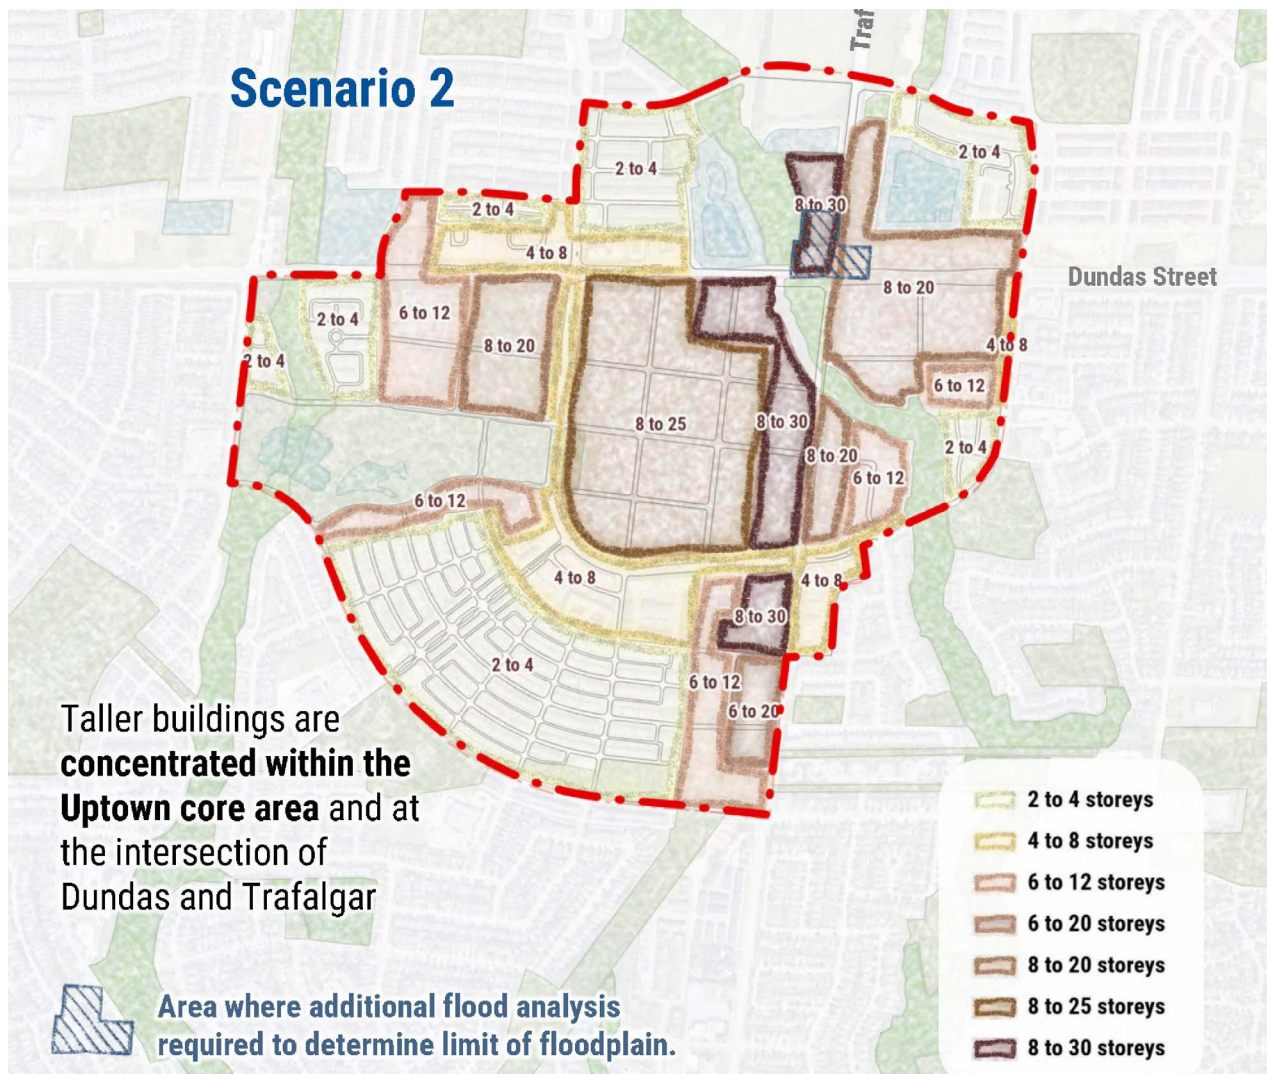 Traf
Scenario 2
2 to 4
2 to 4
2 to 4
8 to 30
4 to 8
Dundas Street
8 to 20
6 to 12
2 to 4
8 to 20
4 to 8
2 to 4
6 to 12
8 to 25
8 to 30
2 to 4
8 to 20
6 to 12
6 to 12
4 to 8
4 to 8
8 to 30
2 to 4
6 to 12
6 to 20
Taller buildings are
concentrated within the
Uptown core area and at
the intersection of
Dundas and Trafalgar
2 to 4 storeys
4 to 8 storeys
6 to 12 storeys
6 to 20 storeys
8 to 20 storeys
8 to 25 storeys
8 to 30 storeys
Area where additional flood analysis
required to determine limit of floodplain.